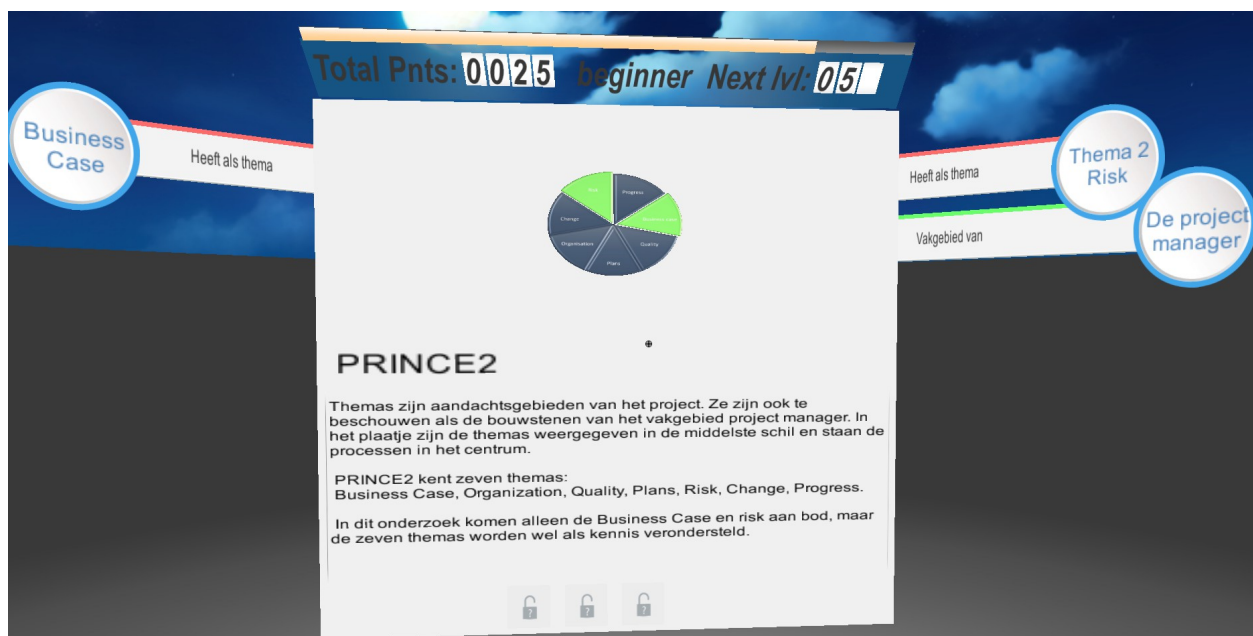 Total Pnts: 0025 beginner Next lvl: 05
Business
Case
Heeft als thema
Heeft als thema
Thema 2
Risk
Vakgebied van
De project
manager
Progress
Change
Organisation
Quality
Plans
PRINCE2
Themas zijn aandachtsgebieden van het project. Ze zijn ook te
beschouwen als de bouwstenen van het vakgebied project manager. In
het plaatje zijn de themas weergegeven in de middelste schil en staan de
processen in het centrum.
PRINCE2 kent zeven themas:
Business Case, Organization, Quality, Plans, Risk, Change, Progress.
In dit onderzoek komen alleen de Business Case en risk aan bod, maar
de zeven themas worden wel als kennis verondersteld.